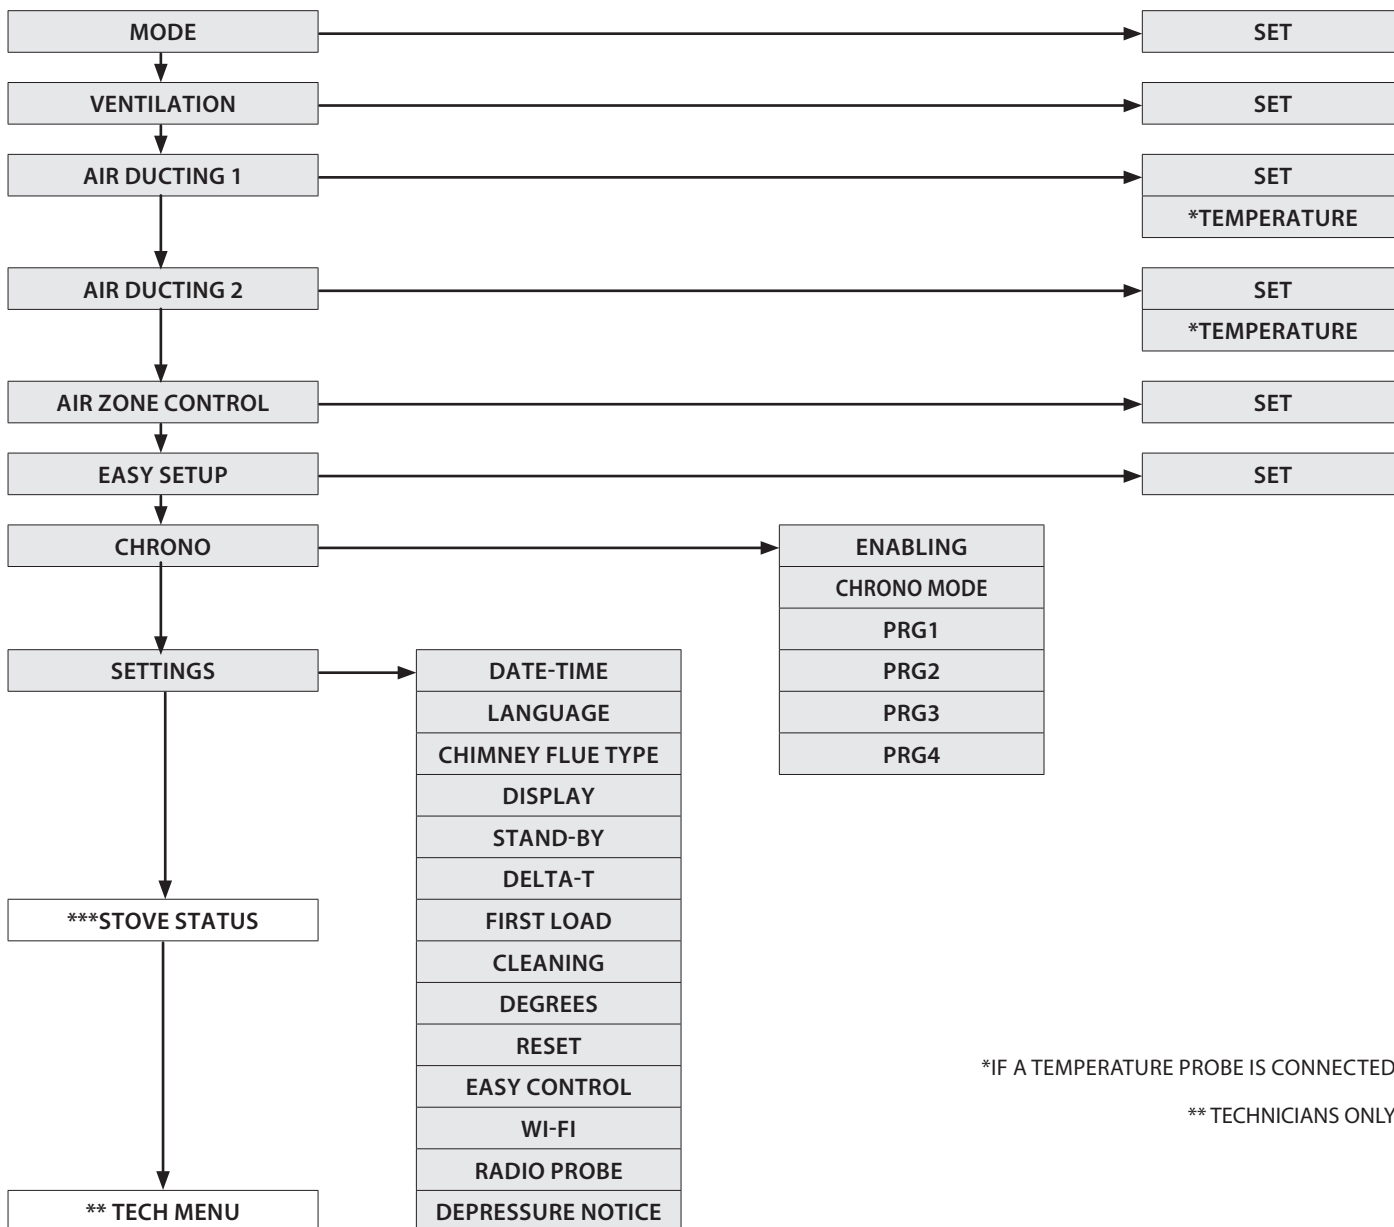 MODE
SET
VENTILATION
SET
AIR DUCTING 1
SET
*TEMPERATURE
AIR DUCTING 2
SET
*TEMPERATURE
AIR ZONE CONTROL
SET
EASY SETUP
SET
CHRONO
ENABLING
CHRONO MODE
PRG1
PRG2
PRG3
PRG4
SETTINGS
DATE-TIME
LANGUAGE
CHIMNEY FLUE TYPE
DISPLAY
STAND-BY
DELTA-T
FIRST LOAD
CLEANING
DEGREES
RESET
EASY CONTROL
WI-FI
RADIO PROBE
DEPRESSURE NOTICE
***STOVE STATUS
** TECH MENU
*IF A TEMPERATURE PROBE IS CONNECTED
** TECHNICIANS ONLY